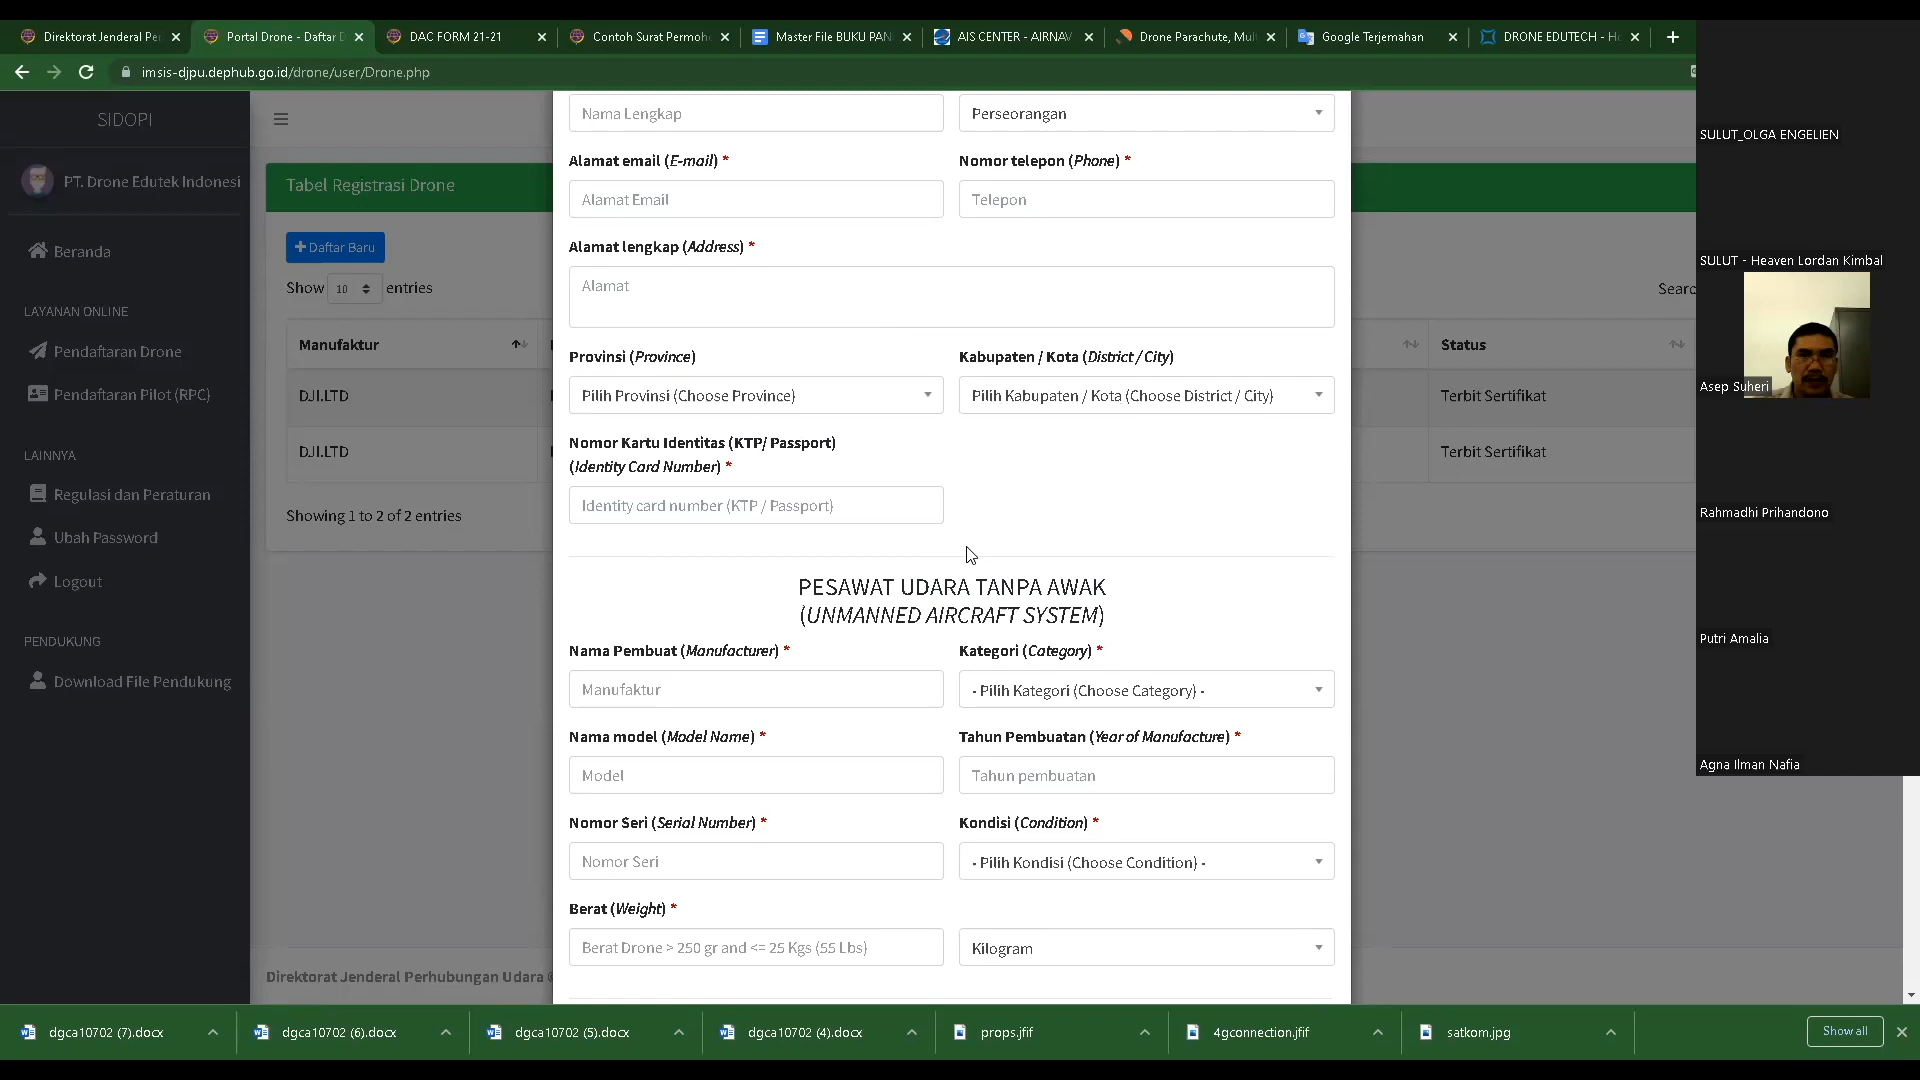 Direktorat Jenderal Pe
Portal Drone - Daftar D
DAC FORM 21-21
Contoh Surat Permoh
Master File BUKU PAN
AIS CENTER - AIRNAV
Drone Parachute, Mul
Google Terjemahan
DRONE EDUTECH - H
imsis-djpu.dephub.go.id/drone/user/Drone.php
SIDOPI
PT. Drone Edutek Indonesi
Beranda
LAYANAN ONLINE
Pendaftaran Drone
Pendaftaran Pilot (RPC)
LAINNYA
Regulasi dan Peraturan
Ubah Password
Logout
PENDUKUNG
Download File Pendukung
Tabel Registrasi Drone
+ Daftar Baru
Show 10 entries
Searc
Manufaktur
Status
DJI.LTD
Terbit Sertifikat
DJI.LTD
Terbit Sertifikat
Showing 1 to 2 of 2 entries
Direktorat Jenderal Perhubungan Udara ©
Nama Lengkap
Perseorangan
Alamat email (E-mail) *
Nomor telepon (Phone) *
Alamat Email
Telepon
Alamat lengkap (Address) *
Alamat
Provinsi (Province)
Kabupaten / Kota (District / City)
Pilih Provinsi (Choose Province)
Pilih Kabupaten / Kota (Choose District / City)
Nomor Kartu Identitas (KTP/ Passport)
(Identity Card Number) *
Identity card number (KTP / Passport)
PESAWAT UDARA TANPA AWAK
(UNMANNED AIRCRAFT SYSTEM)
Nama Pembuat (Manufacturer) *
Kategori (Category) *
Manufaktur
- Pilih Kategori (Choose Category) -
Nama model (Model Name) *
Tahun Pembuatan (Year of Manufacture) *
Model
Tahun pembuatan
Nomor Seri (Serial Number) *
Kondisi (Condition) *
Nomor Seri
- Pilih Kondisi (Choose Condition) -
Berat (Weight) *
Berat Drone > 250 gr and <= 25 Kgs (55 Lbs)
Kilogram
SULUT_OLGA ENGELIEN
SULUT - Heaven Lordan Kimbal
Asep Suheri
Rahmadhi Prihandono
Putri Amalia
Agna Ilman Nafia
dgca10702 (7).docx
dgca10702 (6).docx
dgca10702 (5).docx
dgca10702 (4).docx
props.jfif
4gconnection.jfif
satkom.jpg
Show all